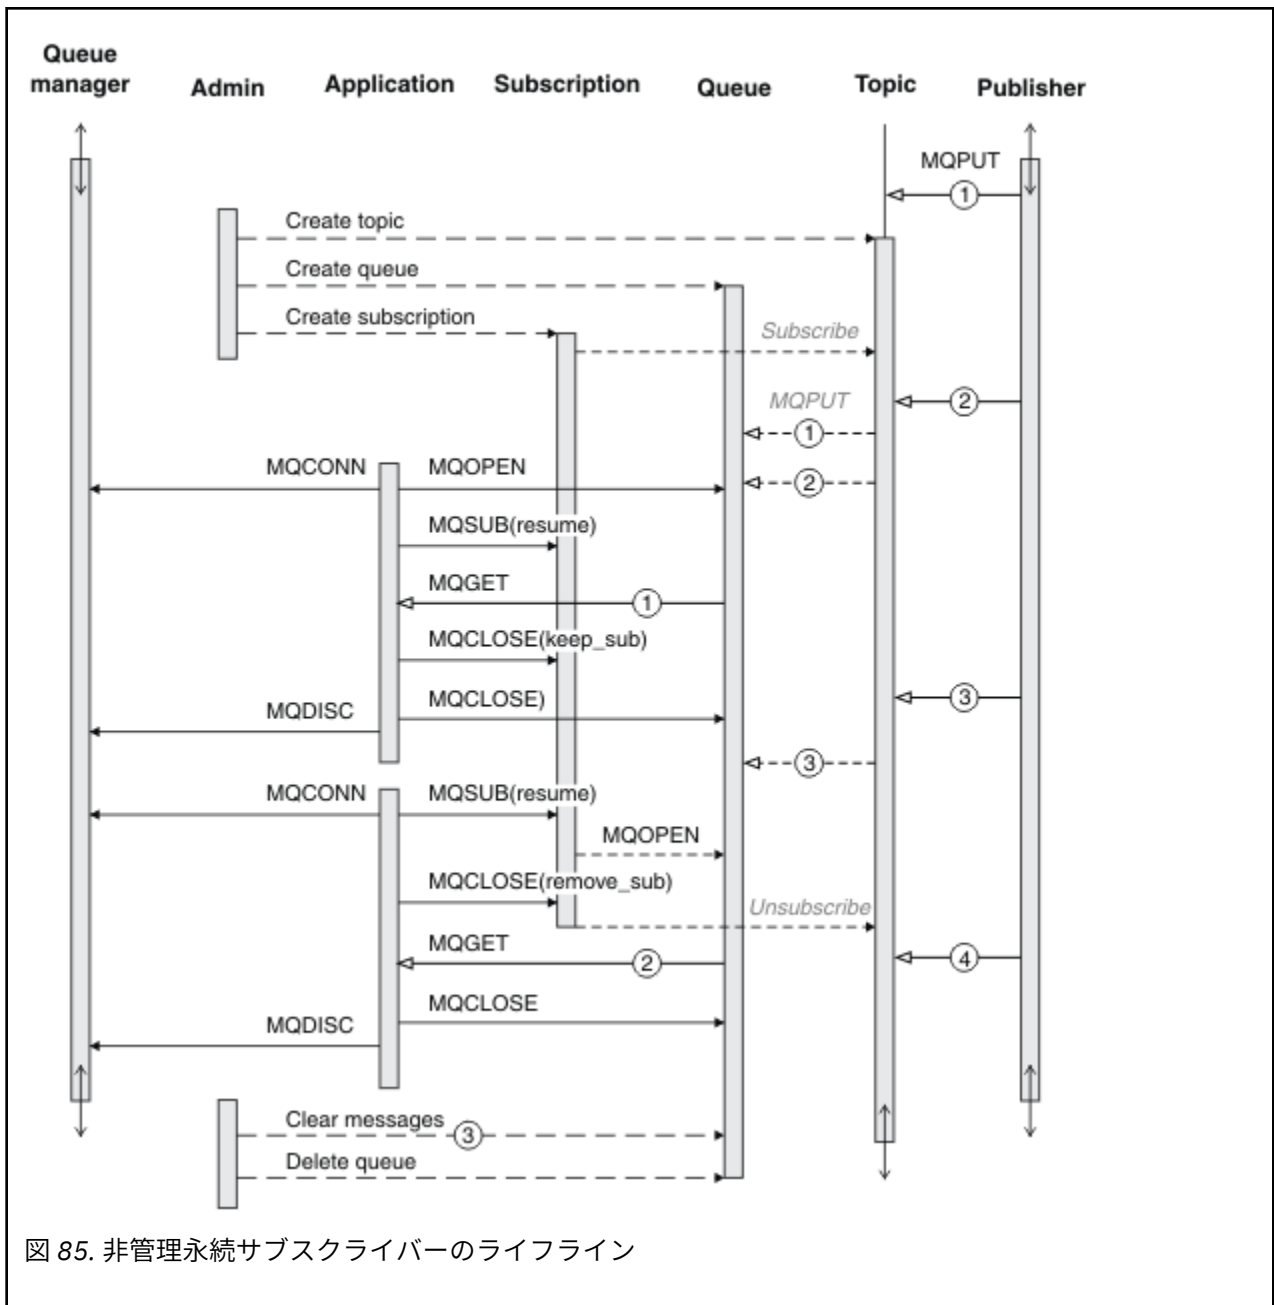 Queue
manager
Admin
Application
Subscription
Queue
Topic
Publisher
MQPUT
1
Create topic
Create queue
Create subscription
Subscribe
MQPUT
2
1
MQCONN
MQOPEN
2
MQSUB(resume)
MQGET
1
MQCLOSE(keep_sub)
MQCLOSE)
3
MQDISC
3
MQCONN
MQSUB(resume)
MQOPEN
MQCLOSE(remove_sub)
Unsubscribe
MQGET
2
4
MQCLOSE
MQDISC
Clear messages
3
Delete queue
図 85. 非管理永続サブスクライバーのライフライン